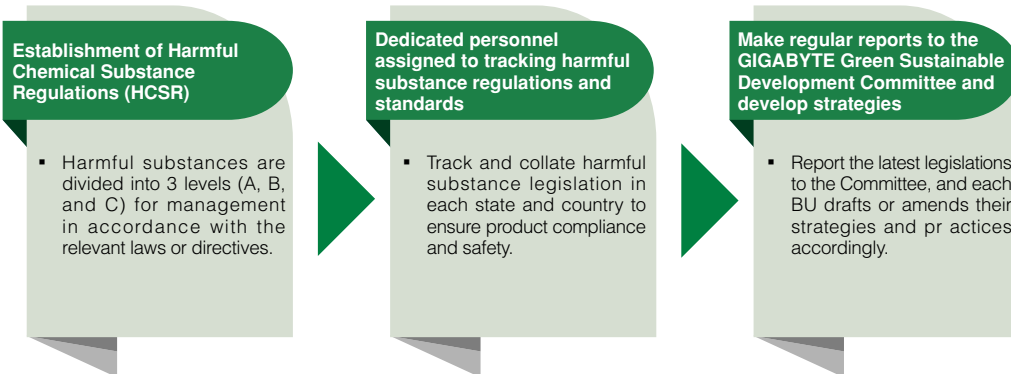 Establishment of Harmful
Chemical Substance
Regulations (HCSR)
▪ Harmful substances are
divided into 3 levels (A, B,
and C) for management
in accordance with the
relevant laws or directives.
Dedicated personnel
assigned to tracking harmful
substance regulations and
standards
▪ Track and collate harmful
substance legislation in
each state and country to
ensure product compliance
and safety.
Make regular reports to the
GIGABYTE Green Sustainable
Development Committee and
develop strategies
▪ Report the latest legislations
to the Committee, and each
BU drafts or amends their
strategies and pr actices
accordingly.